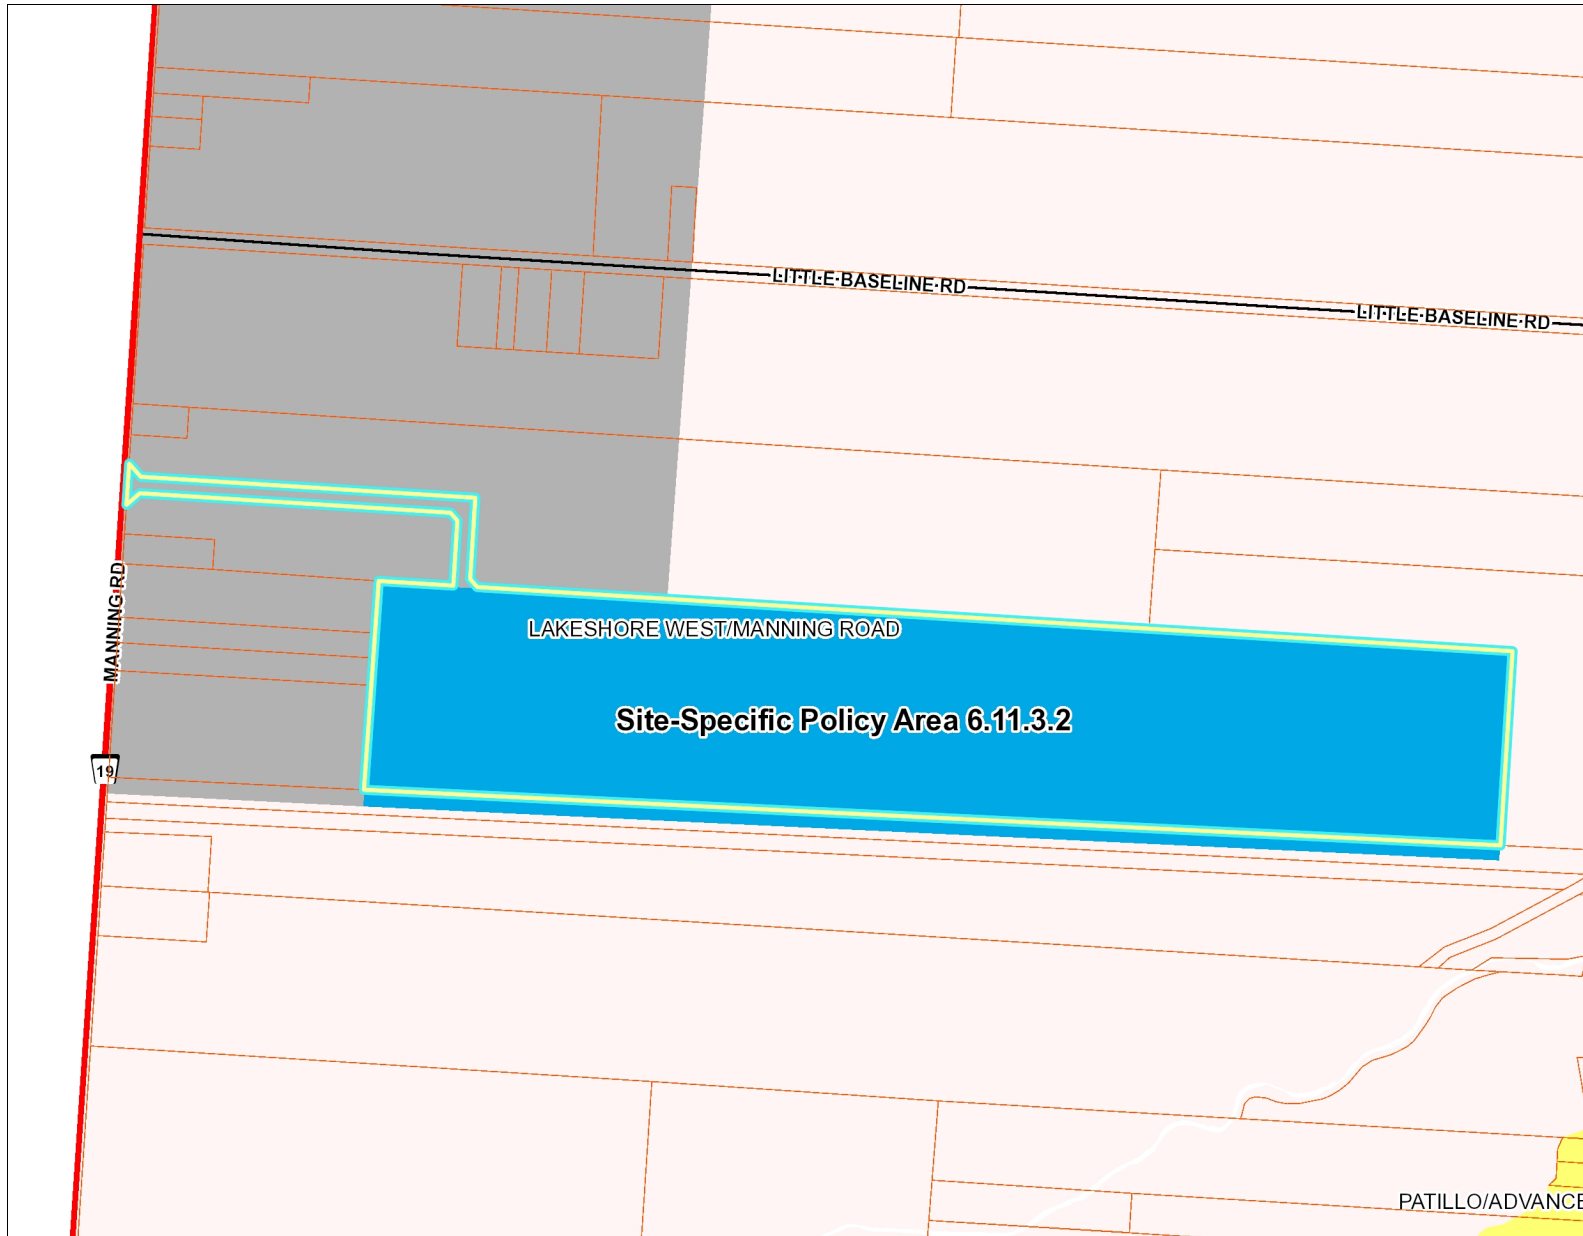 LITTLE BASELINE RD
LITTLE BASELINE RD
MANNING RD
LAKESHORE WEST/MANNING ROAD
Site-Specific Policy Area 6.11.3.2
19
PATILLO/ADVANCE